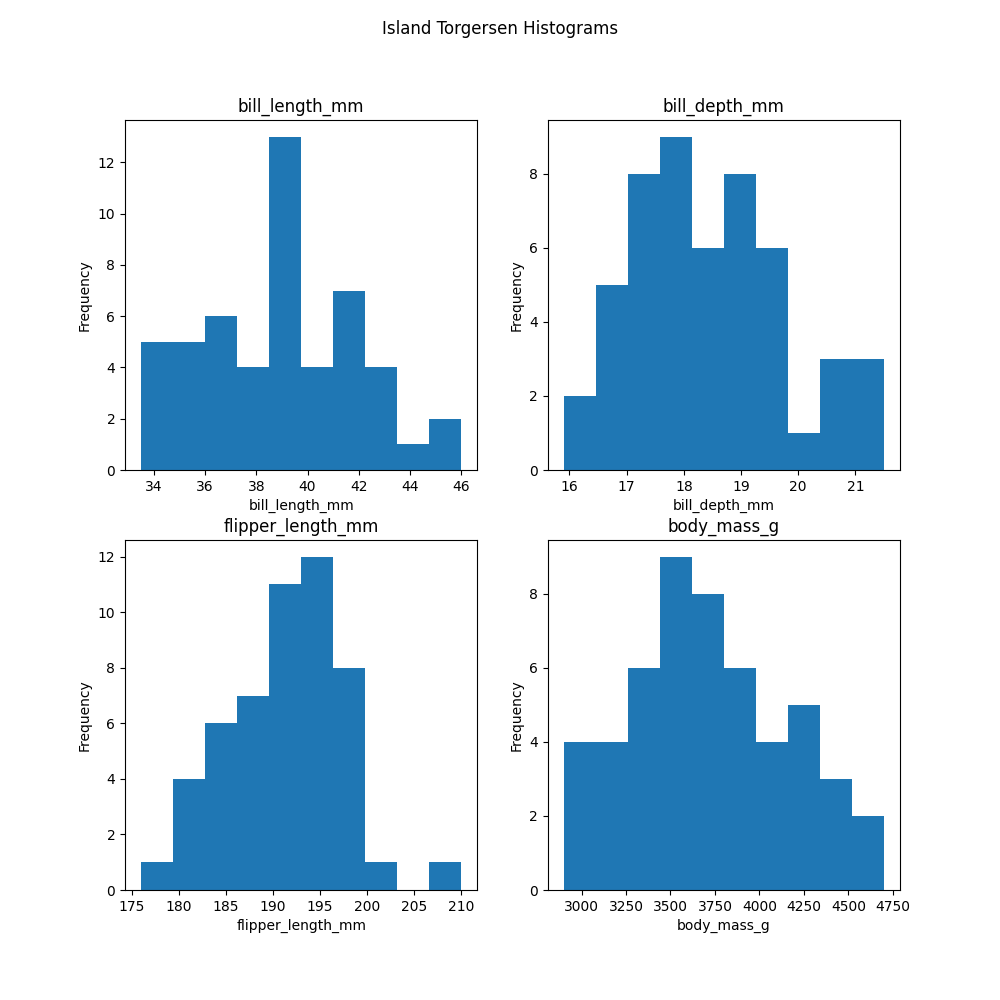 Island Torgersen Histograms
bill_length_mm
Frequency
12
10
8
6
4
2
0
34 36 38 40 42 44 46
bill_length_mm
bill_depth_mm
Frequency
8
6
4
2
0
16 17 18 19 20 21
bill_depth_mm
flipper_length_mm
Frequency
12
10
8
6
4
2
0
175 180 185 190 195 200 205 210
flipper_length_mm
body_mass_g
Frequency
8
6
4
2
0
3000 3250 3500 3750 4000 4250 4500 4750
body_mass_g